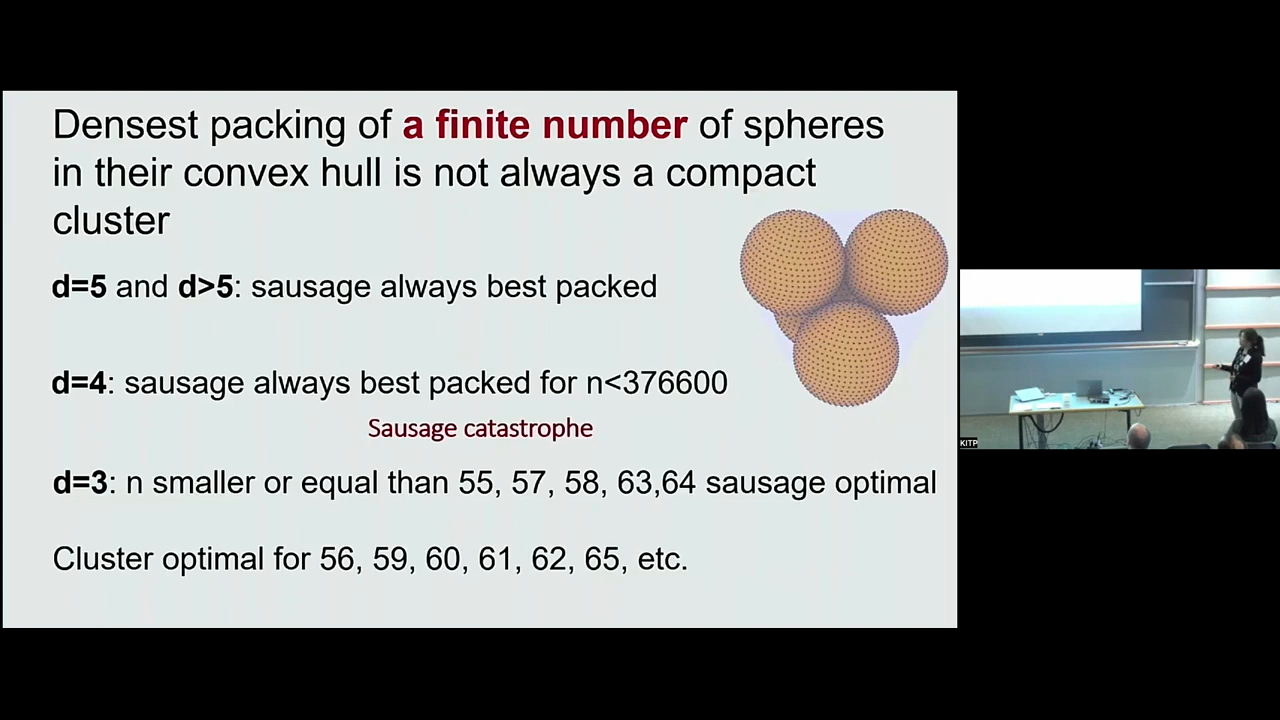 Densest packing of a finite number of spheres
in their convex hull is not always a compact
cluster
d=5 and d>5: sausage always best packed
d=4: sausage always best packed for n<376600
Sausage catastrophe
d=3: n smaller or equal than 55, 57, 58, 63,64 sausage optimal
Cluster optimal for 56, 59, 60, 61, 62, 65, etc.
KITP